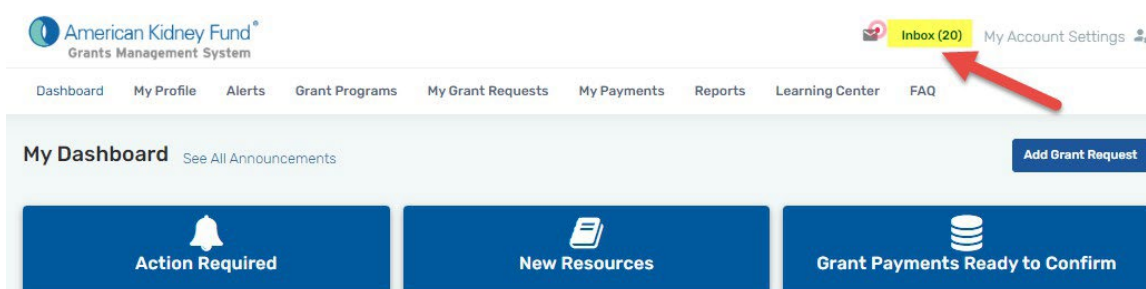 American Kidney Fund®
Grants Management System
Inbox (20) My Account Settings
Dashboard My Profile Alerts Grant Programs My Grant Requests My Payments Reports Learning Center FAQ
My Dashboard See All Announcements
Add Grant Request
Action Required
New Resources
Grant Payments Ready to Confirm